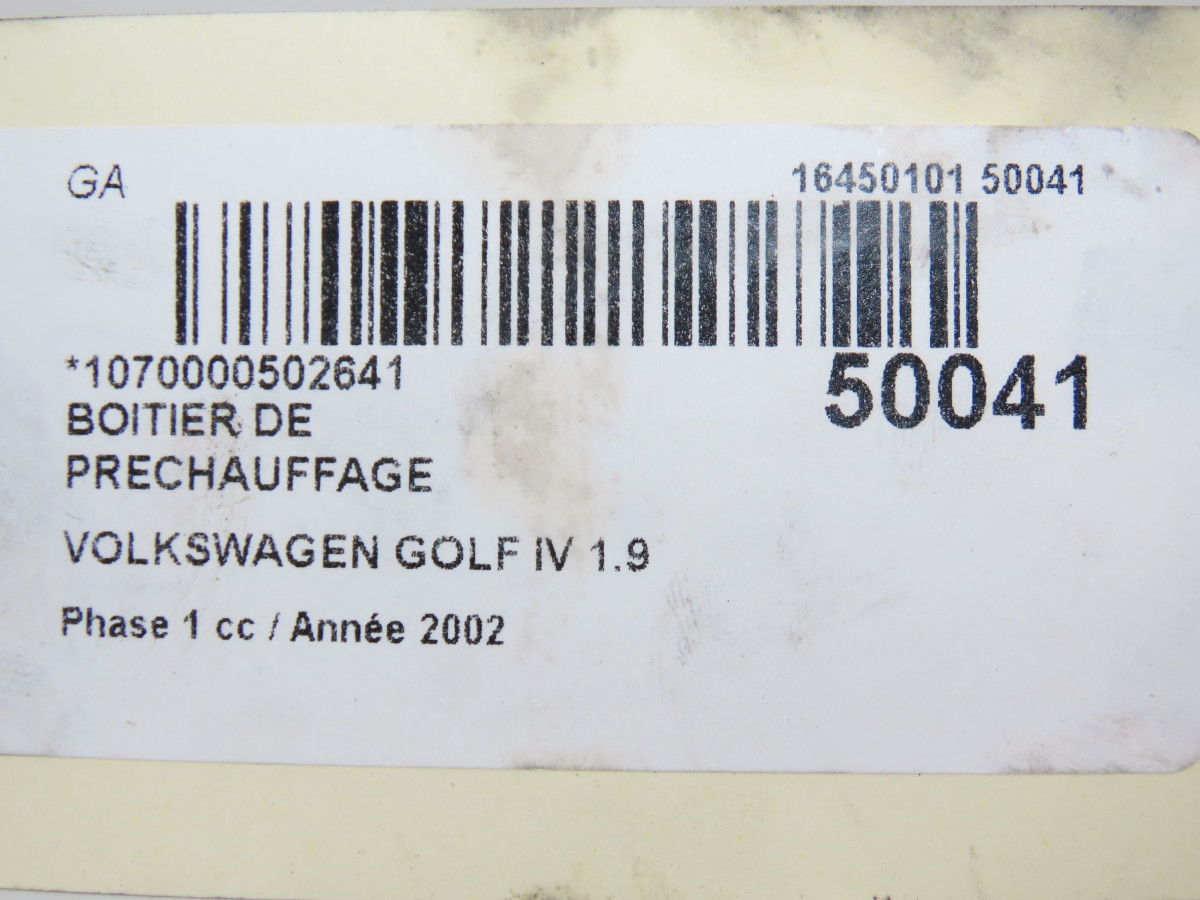 GA
16450101 50041
*1070000502641
50041
BOITIER DE
PRECHAUFFAGE
VOLKSWAGEN GOLF IV 1.9
Phase 1 cc / Année 2002